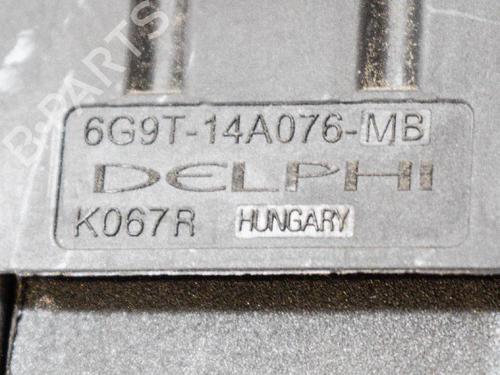 B-PARTS
6G9T-14A076-MB
DELPHI
K067R HUNGARY